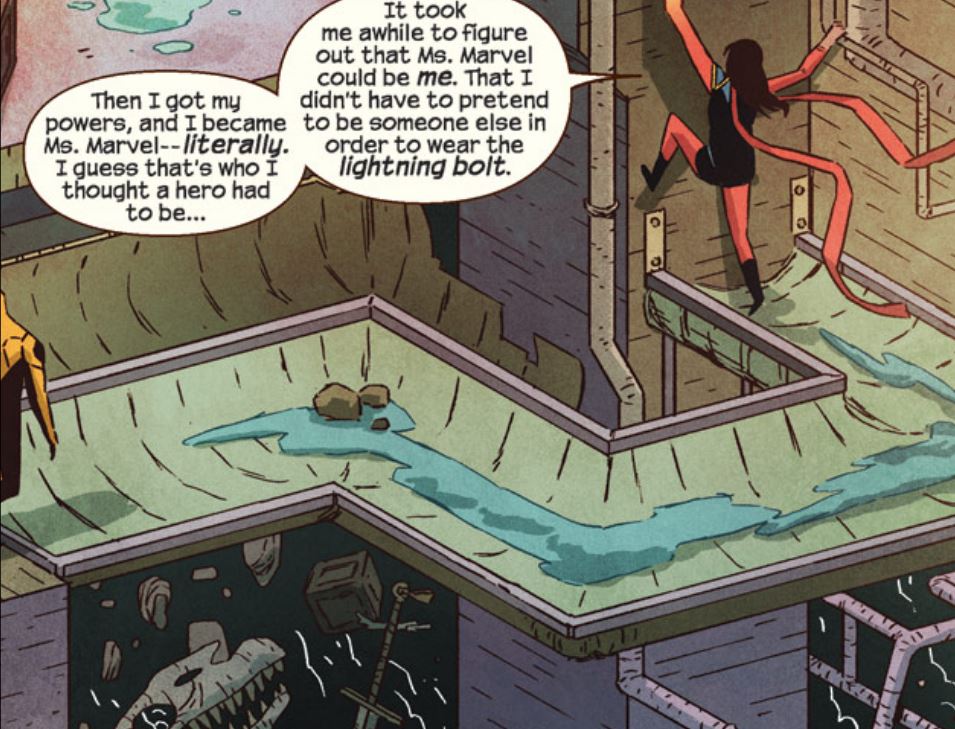 Then I got my
powers, and I became
Ms. Marvel--literally.
I guess that's who I
thought a hero had
to be...
It took
me awhile to figure
out that Ms. Marvel
could be me. That I
didn't have to pretend
to be someone else in
order to wear the
lightning bolt.